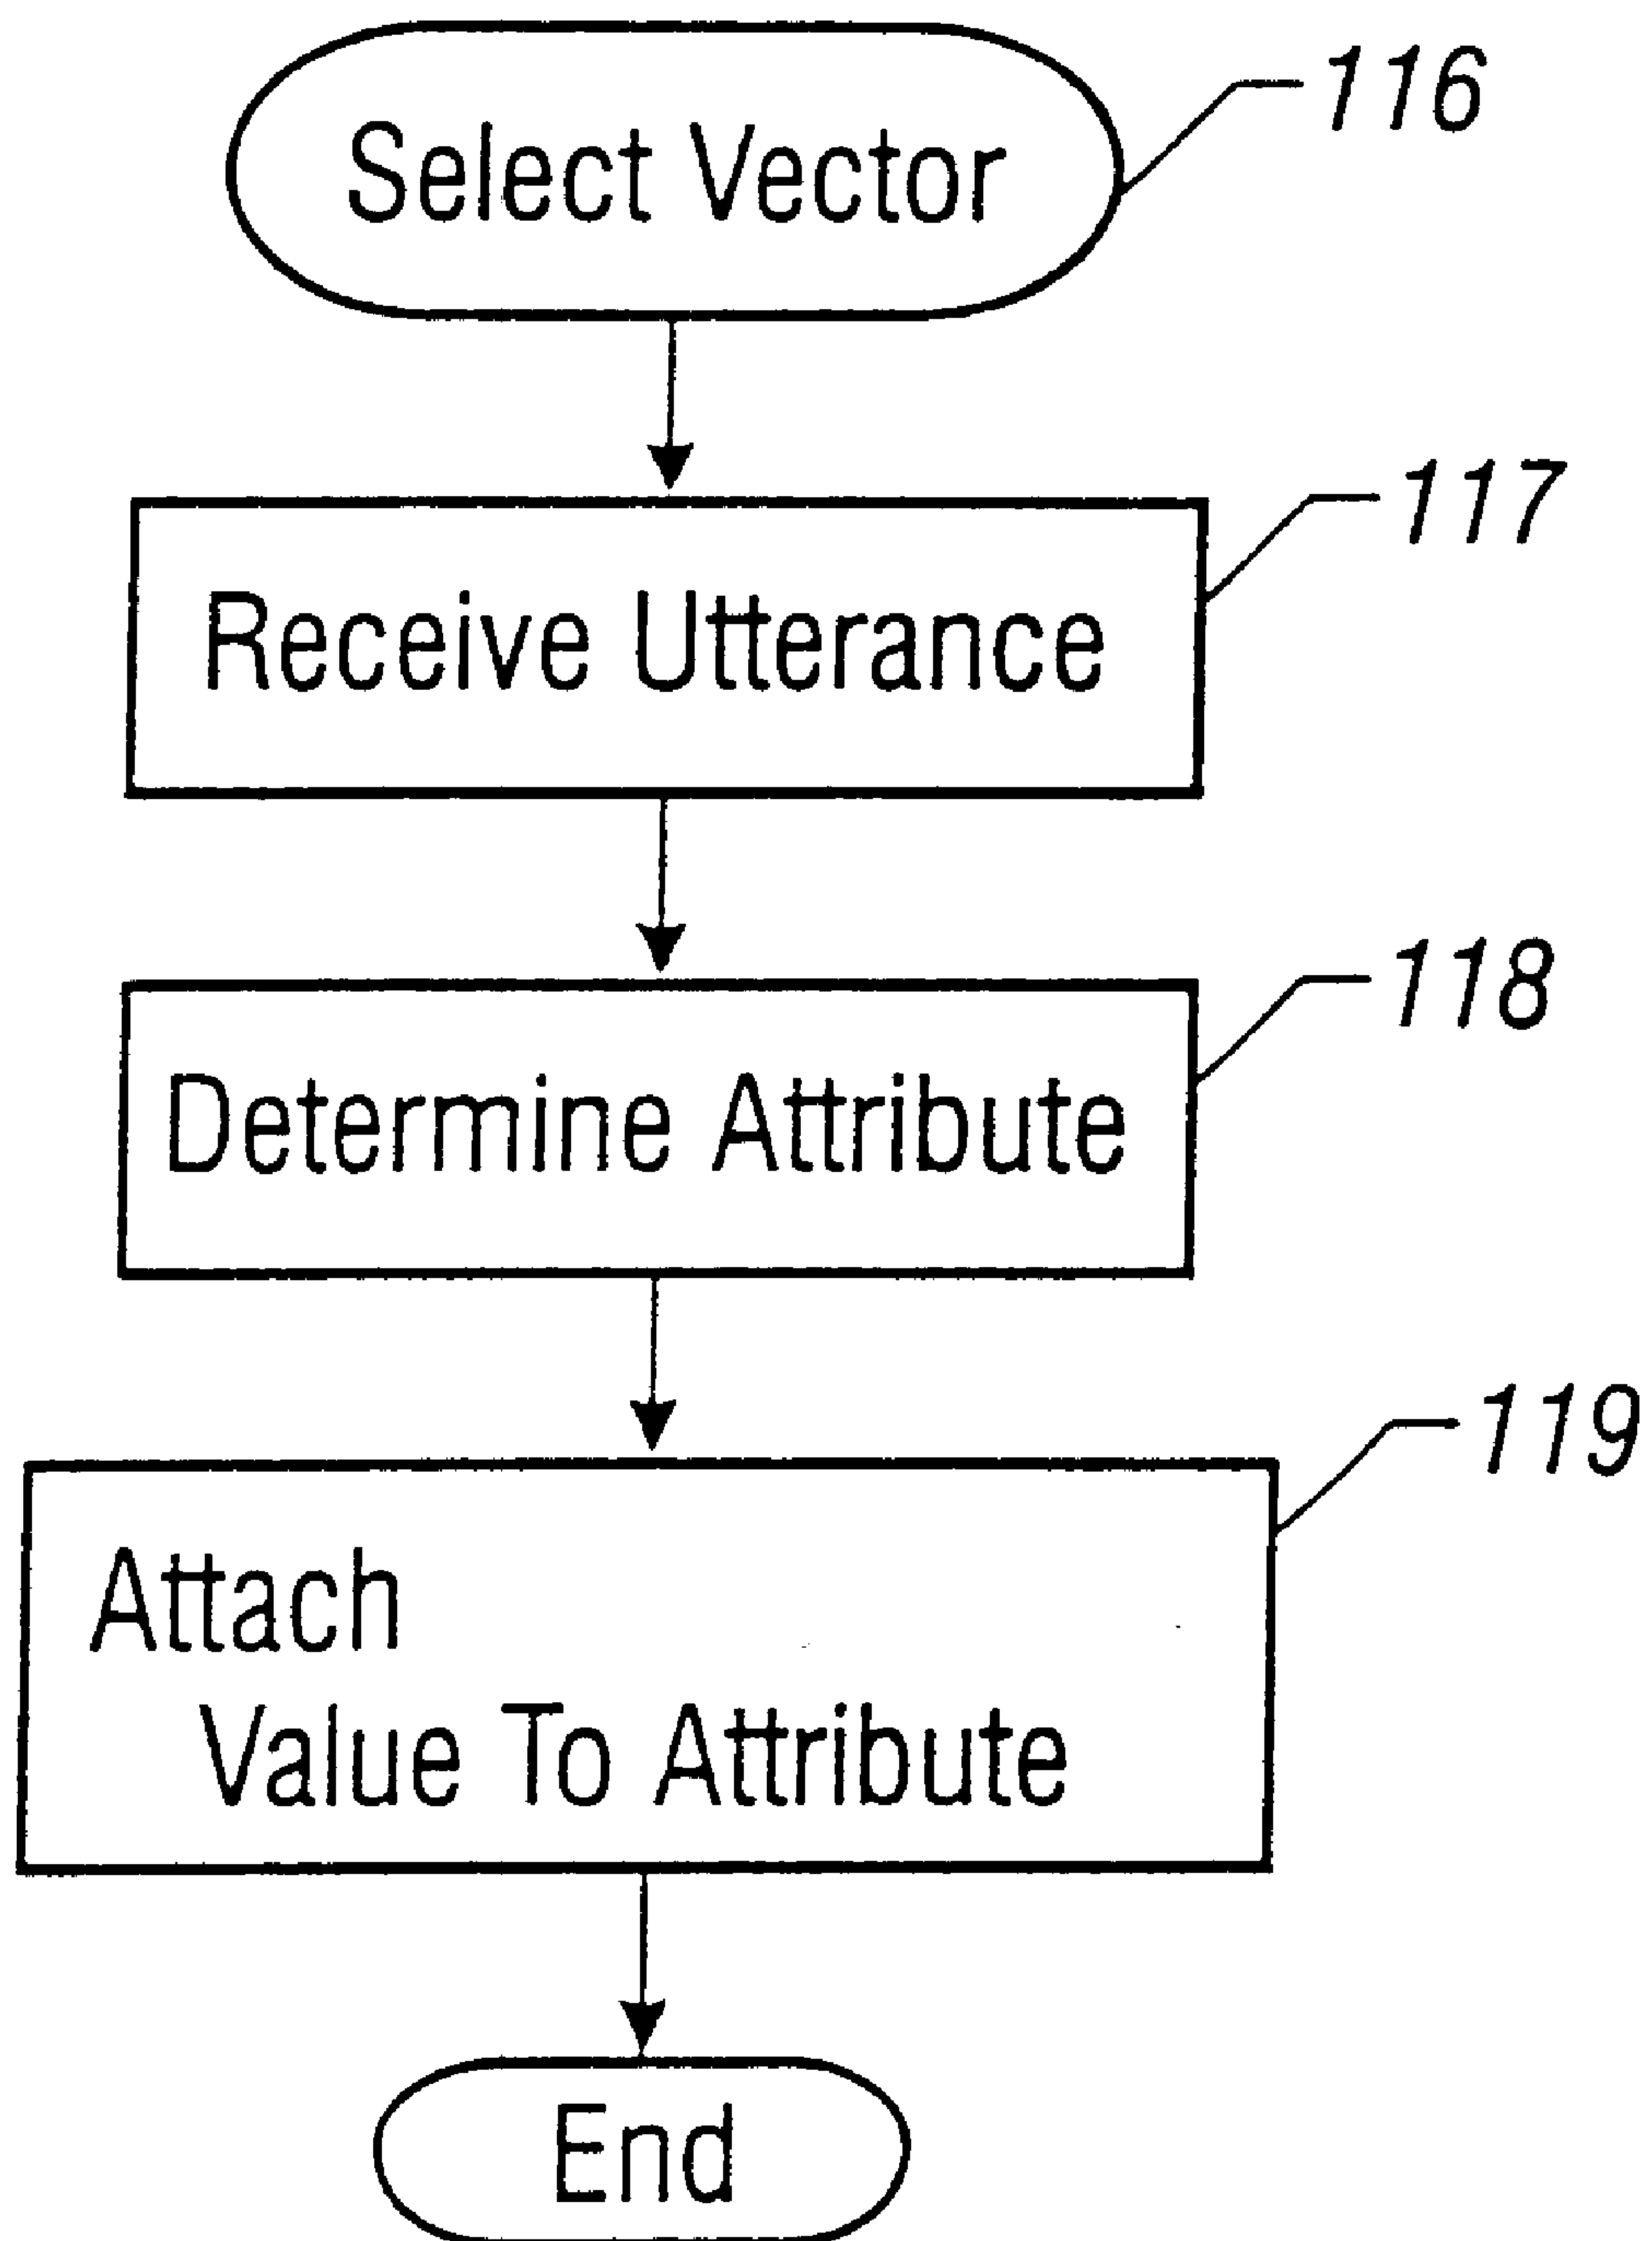 Select Vector
116
Receive Utterance
117
Determine Attribute
118
Attach
Value To Attribute
119
End